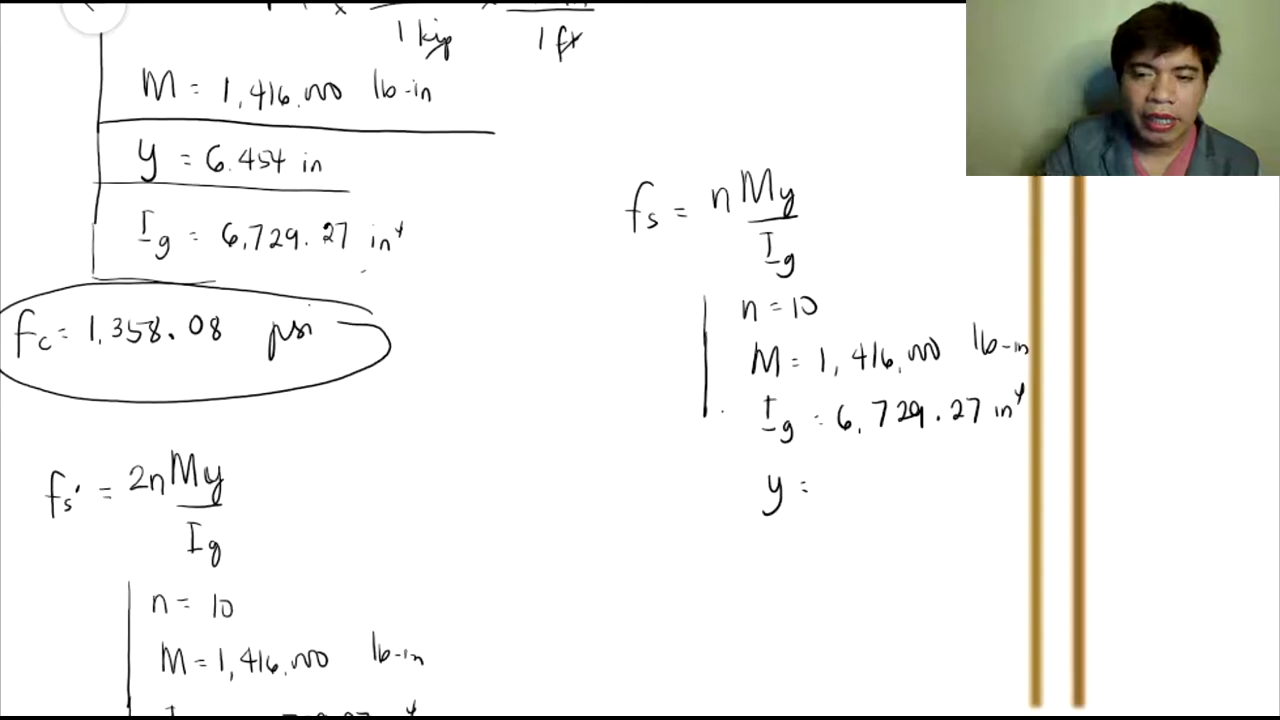 1 kip 1 ft
M = 1,416,000 lb-in
y = 6.454 in
Ig = 6,729.27 in⁴
fc = 1,358.08 psi
fs' = 2nMy
Ig
n = 10
M = 1,416,000 lb-in
fs = nMy
Ig
n = 10
M = 1,416,000 lb-in
Ig = 6,729.27 in⁴
y =